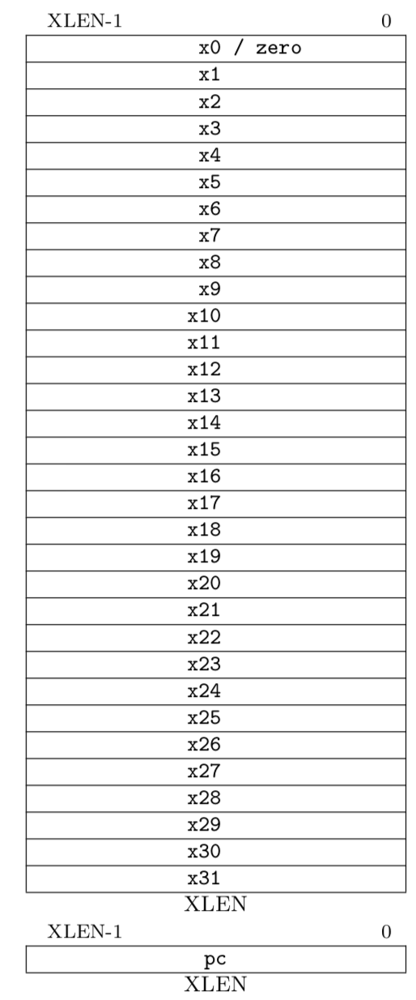 XLEN-1 0
x0 / zero
x1
x2
x3
x4
x5
x6
x7
x8
x9
x10
x11
x12
x13
x14
x15
x16
x17
x18
x19
x20
x21
x22
x23
x24
x25
x26
x27
x28
x29
x30
x31
XLEN
XLEN-1 0
pc
XLEN